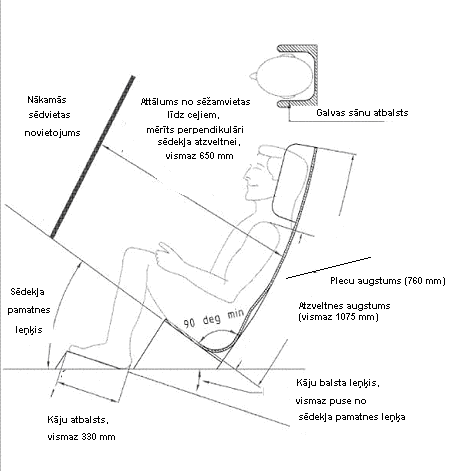 Nākamās
sēdvietas
novietojums
Attālums no sēžamvietas
līdz ceļiem,
mērīts perpendikulāri
sēdekļa atzveltnei,
vismaz 650 mm
Galvas sānu atbalsts
Plecu augstums (760 mm)
Sēdekļa
pamatnes
leņķis
Atzveltnes augstums
(vismaz 1075 mm)
90 deg min
Kāju balsta leņķis,
vismaz puse no
sēdekļa pamatnes leņķa
Kāju atbalsts,
vismaz 330 mm